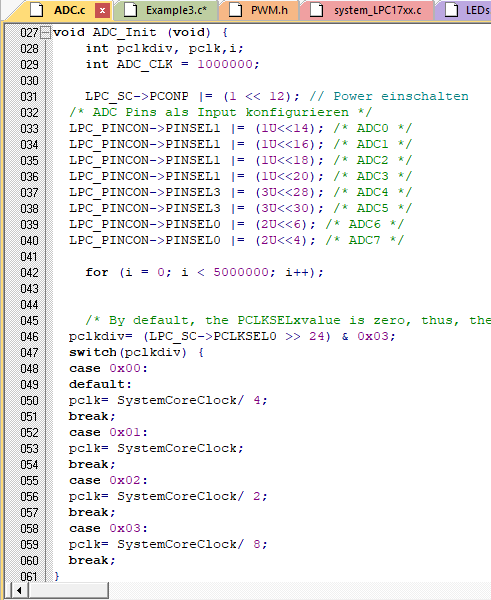 ADC.c x Example3.c* PWM.h system_LPC17xx.c LEDs
027 void ADC_Init (void) {
028 int pclkdiv, pclk,i;
029 int ADC_CLK = 1000000;
030
031 LPC_SC->PCONP |= (1 << 12); // Power einschalten
032 /* ADC Pins als Input konfigurieren */
033 LPC_PINCON->PINSEL1 |= (1U<<14); /* ADC0 */
034 LPC_PINCON->PINSEL1 |= (1U<<16); /* ADC1 */
035 LPC_PINCON->PINSEL1 |= (1U<<18); /* ADC2 */
036 LPC_PINCON->PINSEL1 |= (1U<<20); /* ADC3 */
037 LPC_PINCON->PINSEL3 |= (3U<<28); /* ADC4 */
038 LPC_PINCON->PINSEL3 |= (3U<<30); /* ADC5 */
039 LPC_PINCON->PINSEL0 |= (2U<<6); /* ADC6 */
040 LPC_PINCON->PINSEL0 |= (2U<<4); /* ADC7 */
041
042 for (i = 0; i < 5000000; i++);
043
044
045 /* By default, the PCLKSELxvalue is zero, thus, the
046 pclkdiv= (LPC_SC->PCLKSEL0 >> 24) & 0x03;
047 switch(pclkdiv) {
048 case 0x00:
049 default:
050 pclk= SystemCoreClock/ 4;
051 break;
052 case 0x01:
053 pclk= SystemCoreClock;
054 break;
055 case 0x02:
056 pclk= SystemCoreClock/ 2;
057 break;
058 case 0x03:
059 pclk= SystemCoreClock/ 8;
060 break;
061 }